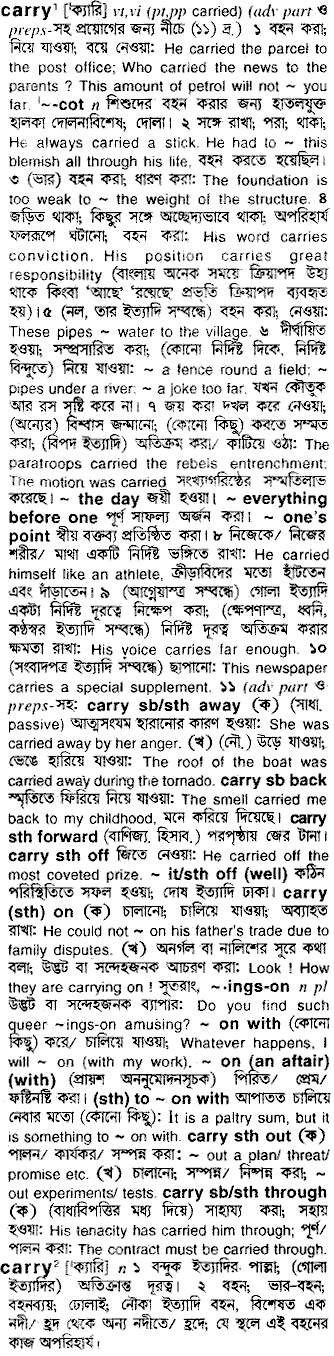 carry¹ ['ক্যারি] vt,vi (pt,pp carried) (adv part ও
preps-সহ প্রয়োগের জন্য নীচে (১১) দ্র.) ১ বহন করা;
নিয়ে যাওয়া; বয়ে নেওয়া: He carried the parcel to
the post office; Who carried the news to the
parents ? This amount of petrol will not ~ you
far. '~-cot n শিশুদের বহন করার জন্য হাতলযুক্ত
হালকা দোলনাবিশেষ; দোলা। ২ সঙ্গে রাখা; পরা; থাকা;
He always carried a stick. He had to ~ this
blemish all through his life, বহন করতে হয়েছিল।
৩ (ভার) বহন করা; ধারণ করা: The foundation is
too weak to ~ the weight of the structure. ৪
জড়িত থাকা; কিছুর সঙ্গে অচ্ছেদ্যভাবে থাকা; অপরিহার্য
ফলরূপে ঘটানো; বহন করা: His word carries
conviction. His position carries great
responsibility (বাংলায় অনেক সময়ে ক্রিয়াপদ উহ্য
থাকে কিংবা 'আছে' 'রয়েছে' প্রভৃতি ক্রিয়াপদ ব্যবহৃত
হয়)। ৫ (নল, তার ইত্যাদি সম্বন্ধে) বহন করা; নেওয়া:
These pipes ~ water to the village. ৬ দীর্ঘায়িত
হওয়া; সম্প্রসারিত করা; (কোনো নির্দিষ্ট দিকে, নির্দিষ্ট
বিন্দুতে) নিয়ে যাওয়া: ~ a fence round a field; ~
pipes under a river; ~ a joke too far, যখন কৌতুক
আর রস সৃষ্টি করে না। ৭ জয় করা দখল করে নেওয়া;
(অন্যের) বিশ্বাস জন্মানো; (কোনো কিছু) করতে সম্মত
করা; (বিপদ ইত্যাদি) অতিক্রম করা/ কাটিয়ে ওঠা: The
paratroops carried the rebels entrenchment;
The motion was carried সংখ্যাগরিষ্ঠের সম্মতিলাভ
করেছে। ~ the day জয়ী হওয়া। ~ everything
before one পূর্ণ সাফল্য অর্জন করা। ~ one's
point স্বীয় বক্তব্য প্রতিষ্ঠিত করা। ৮ নিজেকে/ নিজের
শরীর/ মাথা একটি নির্দিষ্ট ভঙ্গিতে রাখা: He carried
himself like an athlete, ক্রীড়াবিদের মতো হাঁটতেন
এবং দাঁড়াতেন। ৯ (আগ্নেয়াস্ত্র সম্বন্ধে) গোলা ইত্যাদি
একটা নির্দিষ্ট দূরত্বে নিক্ষেপ করা; (ক্ষেপণাস্ত্র, ধ্বনি,
কণ্ঠস্বর ইত্যাদি সম্বন্ধে) নির্দিষ্ট দূরত্ব অতিক্রম করার
ক্ষমতা রাখা: His voice carries far enough. ১০
(সংবাদপত্র ইত্যাদি সম্বন্ধে) ছাপানো: This newspaper
carries a special supplement. ১১ (adv part ও
preps-সহ: carry sb/sth away (ক) (সাধা.
passive) আত্মসংযম হারানোর কারণ হওয়া: She was
carried away by her anger. (খ) (নৌ.) উড়ে যাওয়া;
ভেঙে হারিয়ে যাওয়া: The roof of the boat was
carried away during the tornado. carry sb back
স্মৃতিতে ফিরিয়ে নিয়ে যাওয়া: The smell carried me
back to my childhood, মনে করিয়ে দিয়েছে। carry
sth forward (বাণিজ্য, হিসাব.) পরপৃষ্ঠায় জের টানা।
carry sth off জিতে নেওয়া: He carried off the
most coveted prize. ~ it/sth off (well) কঠিন
পরিস্থিতিতে সফল হওয়া; দোষ ইত্যাদি ঢাকা। carry
(sth) on (ক) চালানো; চালিয়ে যাওয়া; অব্যাহত
রাখা: He could not ~ on his father's trade due to
family disputes. (খ) অনর্গল বা নালিশের সুরে কথা
বলা; উদ্ভট বা সন্দেহজনক আচরণ করা: Look ! How
they are carrying on ! সুতরাং, ~-ings-on n pl
উদ্ভট বা সন্দেহজনক ব্যাপার: Do you find such
queer ~ings-on amusing? ~ on with (কোনো
কিছু) করে/ চালিয়ে যাওয়া; Whatever happens, I
will ~ on (with my work). ~ on (an affair)
(with) (প্রায়শ অননুমোদনসূচক) পিরিত/ প্রেম/
ফষ্টিনষ্টি করা। (sth) to ~ on with আপাতত চালিয়ে
নেবার মতো (কোনো কিছু): It is a paltry sum, but it
is something to ~ on with. carry sth out (ক)
পালন/ কার্যকর/ সম্পন্ন করা: ~ out a plan/ threat/
promise etc. (খ) চালানো; সম্পন্ন/ নিষ্পন্ন করা; ~
out experiments/ tests. carry sb/sth through
(ক) (বাধাবিপত্তির মধ্য দিয়ে) সাহায্য করা; সহায়
হওয়া: His tenacity has carried him through; পূর্ণ/
পালন করা: The contract must be carried through.
carry² ['ক্যারি] n ১ বন্দুক ইত্যাদির পাল্লা; (গোলা
ইত্যাদির) অতিক্রান্ত দূরত্ব। ২ বহন; ভার-বহন;
বহনব্যয়; ঢোলাই; নৌকা ইত্যাদি বহন, বিশেষত এক
নদী/ হ্রদ থেকে অন্য নদীতে/ হ্রদে; যে স্থলে এই বহনের
কাজ অপরিহার্য।